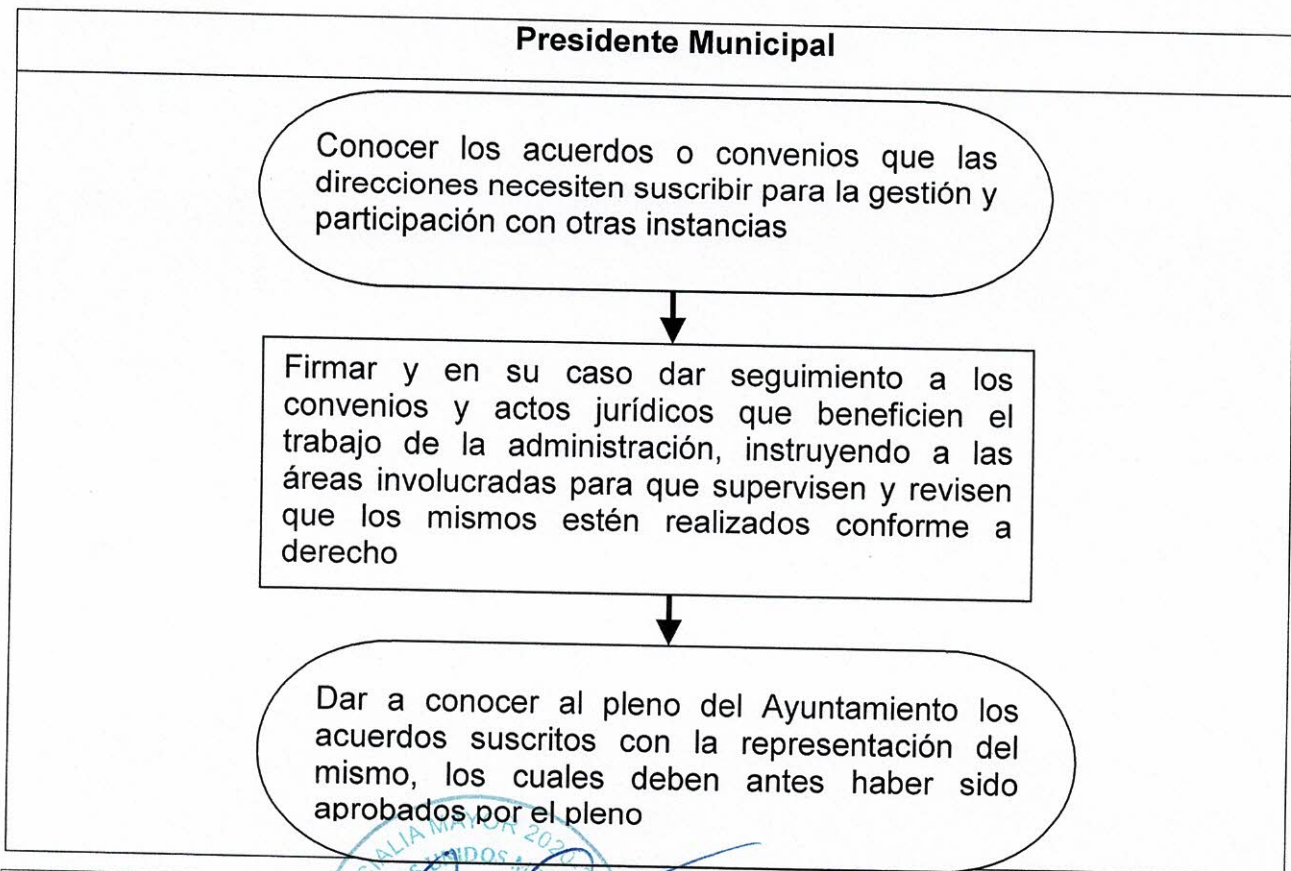 Presidente Municipal
Conocer los acuerdos o convenios que las
direcciones necesiten suscribir para la gestión y
participación con otras instancias
Firmar y en su caso dar seguimiento a los
convenios y actos jurídicos que beneficien el
trabajo de la administración, instruyendo a las
áreas involucradas para que supervisen y revisen
que los mismos estén realizados conforme a
derecho
Dar a conocer al pleno del Ayuntamiento los
acuerdos suscritos con la representación del
mismo, los cuales deben antes haber sido
aprobados por el pleno
MAYOR
UNIDOS